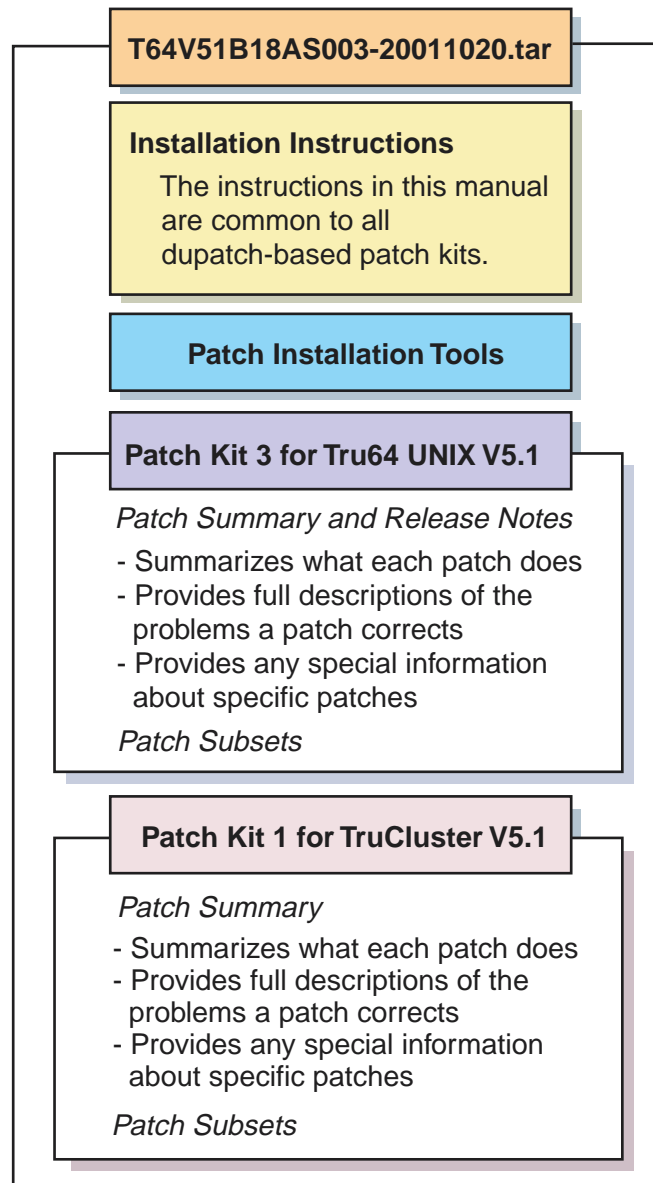 T64V51B18AS003-20011020.tar
Installation Instructions
The instructions in this manual
are common to all
dupatch-based patch kits.
Patch Installation Tools
Patch Kit 3 for Tru64 UNIX V5.1
Patch Summary and Release Notes
- Summarizes what each patch does
- Provides full descriptions of the
problems a patch corrects
- Provides any special information
about specific patches
Patch Subsets
Patch Kit 1 for TruCluster V5.1
Patch Summary
- Summarizes what each patch does
- Provides full descriptions of the
problems a patch corrects
- Provides any special information
about specific patches
Patch Subsets